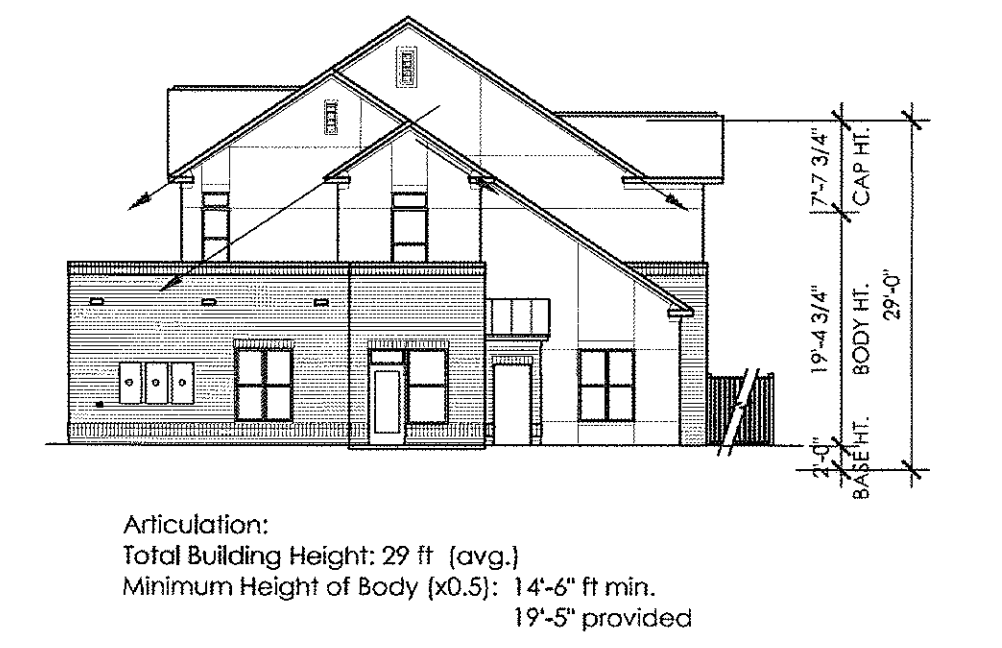 7'-7 3/4"
CAP HT.
19'-4 3/4"
BODY HT.
29'-0"
2'-0"
BASE HT.
Articulation:
Total Building Height: 29 ft (avg.)
Minimum Height of Body (x0.5): 14'-6" ft min.
19'-5" provided